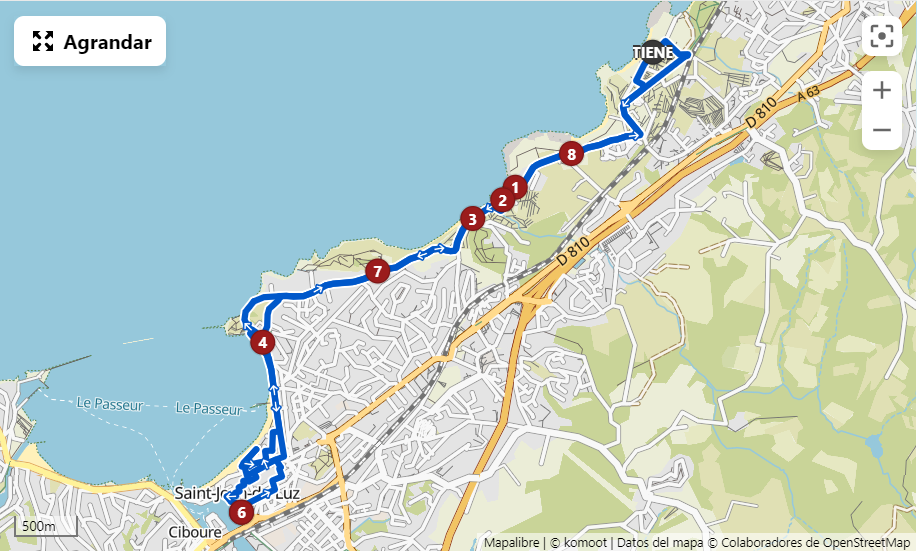 Agrandar
TIENE
D 810
A 63
8
1
2
3
D 810
7
4
Le Passeur
Le Passeur
Saint-Jean-de-Luz
6
Ciboure
500m
Mapalibre | © komoot | Datos del mapa © Colaboradores de OpenStreetMap